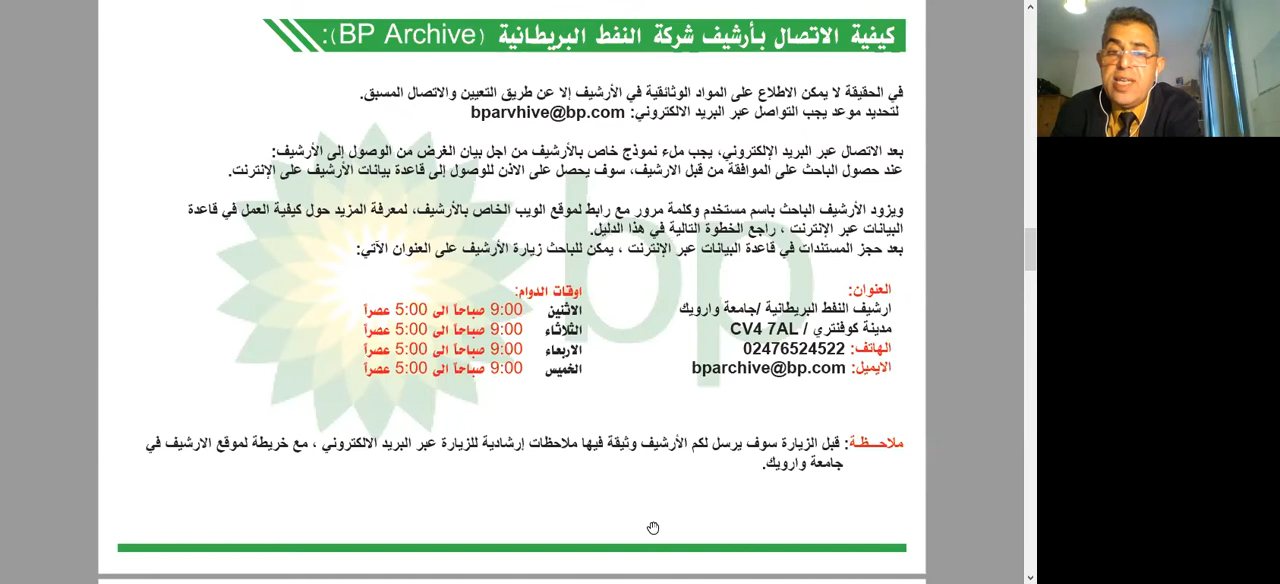 كيفية الاتصال بأرشيف شركة النفط البريطانية (BP Archive):
في الحقيقة لا يمكن الاطلاع على المواد الوثائقية في الأرشيف إلا عن طريق التعيين والاتصال المسبق.
لتحديد موعد يجب التواصل عبر البريد الالكتروني: bparvhive@bp.com
بعد الاتصال عبر البريد الإلكتروني، يجب ملء نموذج خاص بالأرشيف من اجل بيان الغرض من الوصول إلى الأرشيف:
عند حصول الباحث على الموافقة من قبل الارشيف، سوف يحصل على الاذن للوصول إلى قاعدة بيانات الأرشيف على الإنترنت.
ويزود الأرشيف الباحث باسم مستخدم وكلمة مرور مع رابط لموقع الويب الخاص بالأرشيف، لمعرفة المزيد حول كيفية العمل في قاعدة
البيانات عبر الإنترنت ، راجع الخطوة التالية في هذا الدليل.
بعد حجز المستندات في قاعدة البيانات عبر الإنترنت ، يمكن للباحث زيارة الأرشيف على العنوان الآتي:
العنوان:
ارشيف النفط البريطانية /جامعة وارويك
مدينة كوفنتري / CV4 7AL
الهاتف: 02476524522
الايميل: bparchive@bp.com
اوقات الدوام:
الاثنين 9:00 صباحاً الى 5:00 عصراً
الثلاثاء 9:00 صباحاً الى 5:00 عصراً
الاربعاء 9:00 صباحاً الى 5:00 عصراً
الخميس 9:00 صباحاً الى 5:00 عصراً
ملاحـــظـة: قبل الزيارة سوف يرسل لكم الأرشيف وثيقة فيها ملاحظات إرشادية للزيارة عبر البريد الالكتروني ، مع خريطة لموقع الارشيف في
جامعة وارويك.
bp